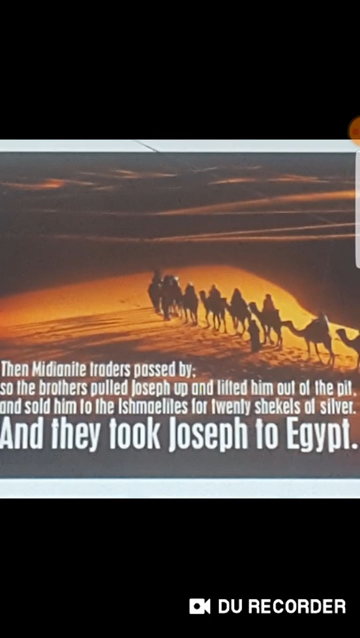 Then Midianite traders passed by;
so the brothers pulled Joseph up and lifted him out of the pit,
and sold him to the Ishmaelites for twenty shekels of silver.
And they took Joseph to Egypt.
DU RECORDER